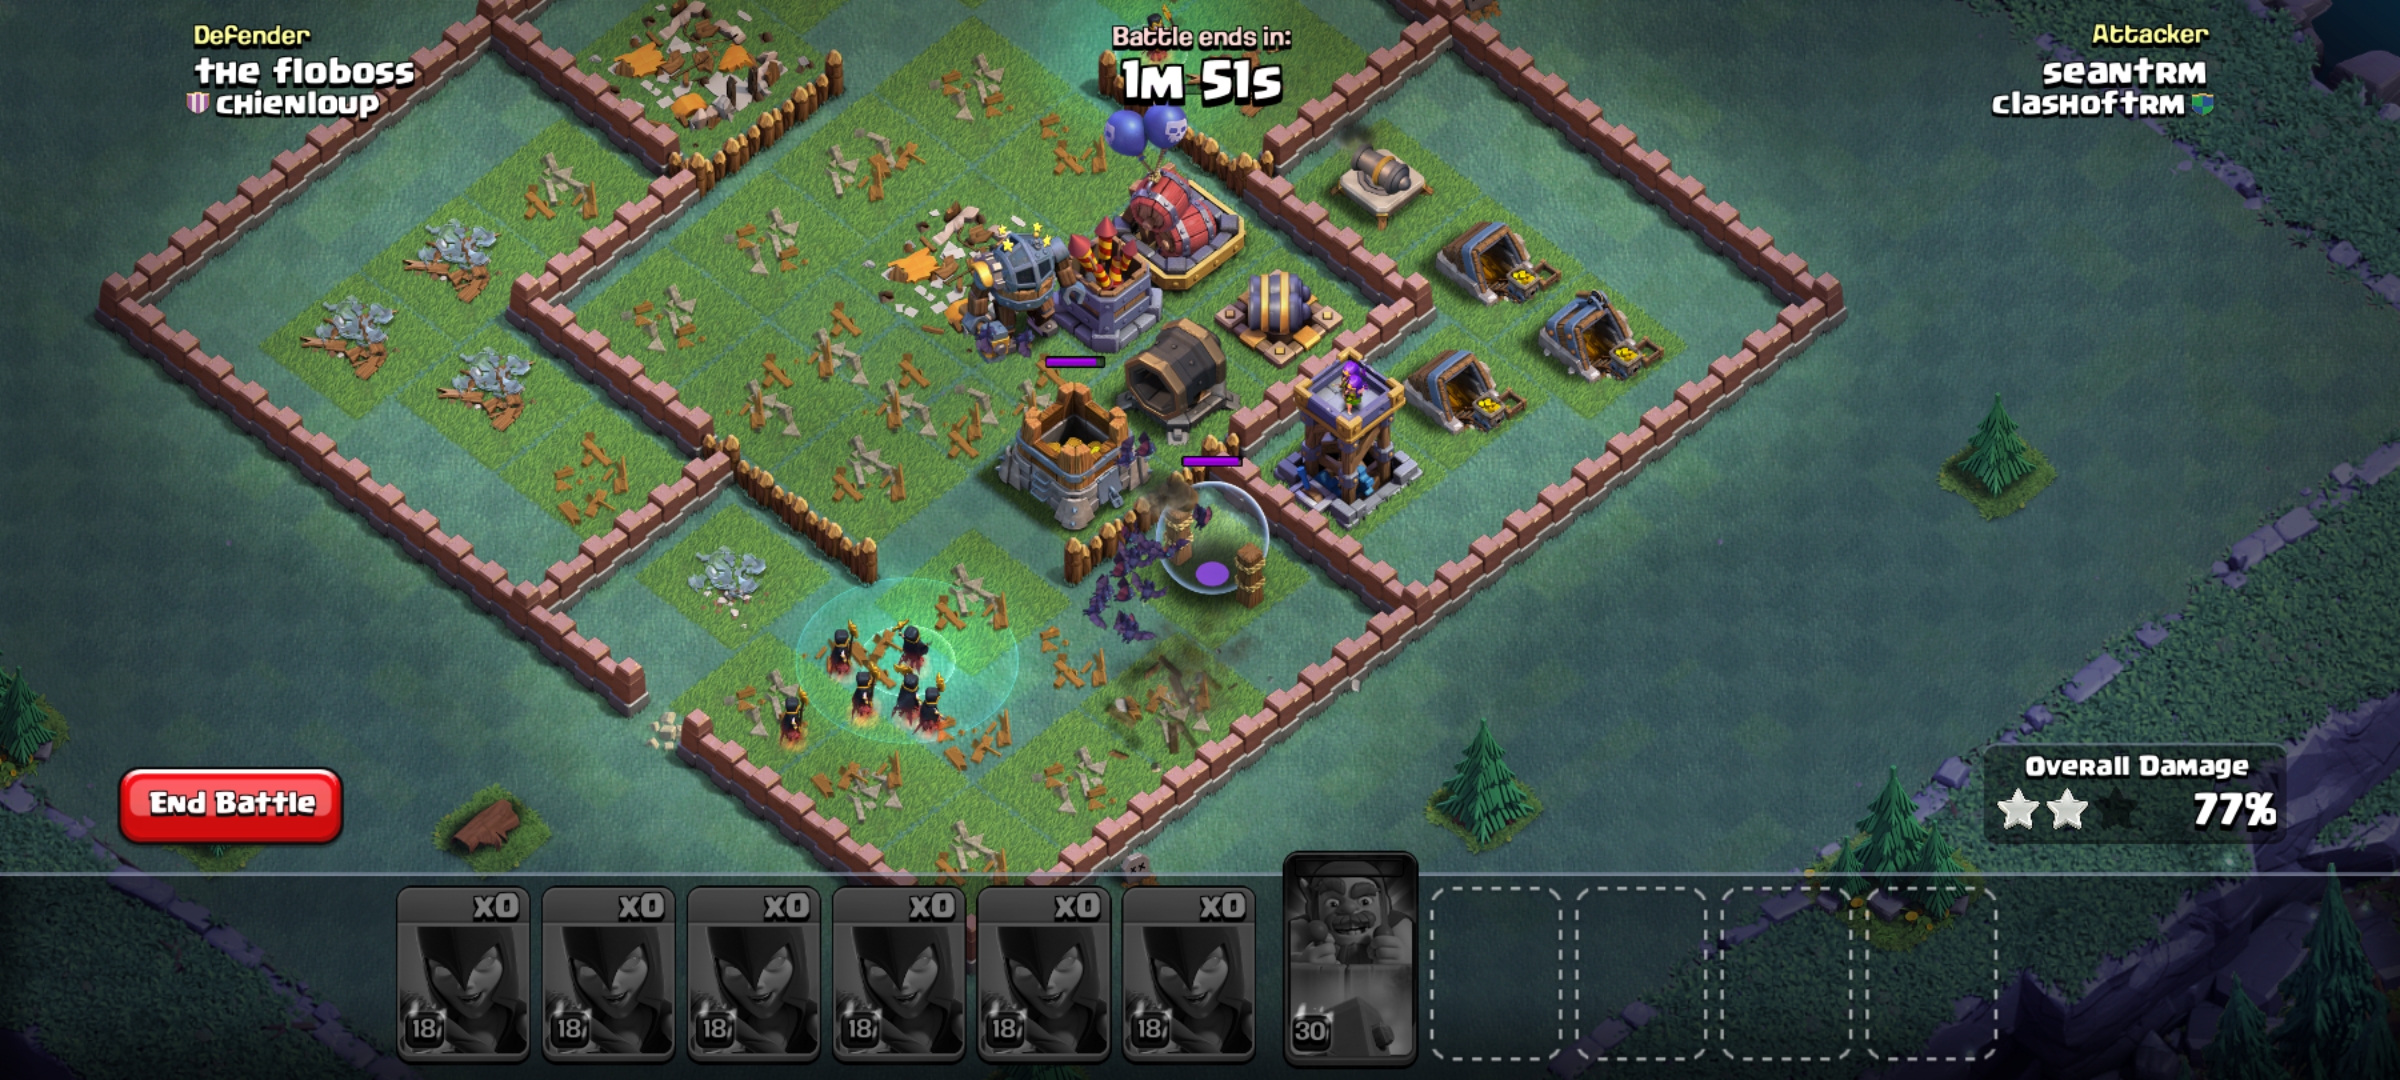 Defender
the floboss
chienloup
Battle ends in:
1M 51s
Attacker
seantRM
clashoftRM
End Battle
Overall Damage
77%
x0
x0
x0
x0
x0
x0
18
18
18
18
18
18
30